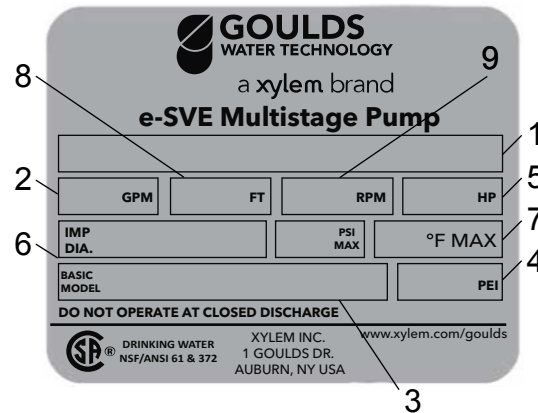 GOULDS
WATER TECHNOLOGY
a xylem brand
e-SVE Multistage Pump
8
9
1
2
GPM
FT
RPM
HP
5
6
IMP
DIA.
PSI
MAX
°F MAX
7
BASIC
MODEL
PEI
4
DO NOT OPERATE AT CLOSED DISCHARGE
CSA ® DRINKING WATER
NSF/ANSI 61 & 372
XYLEM INC.
1 GOULDS DR.
AUBURN, NY USA
www.xylem.com/goulds
3